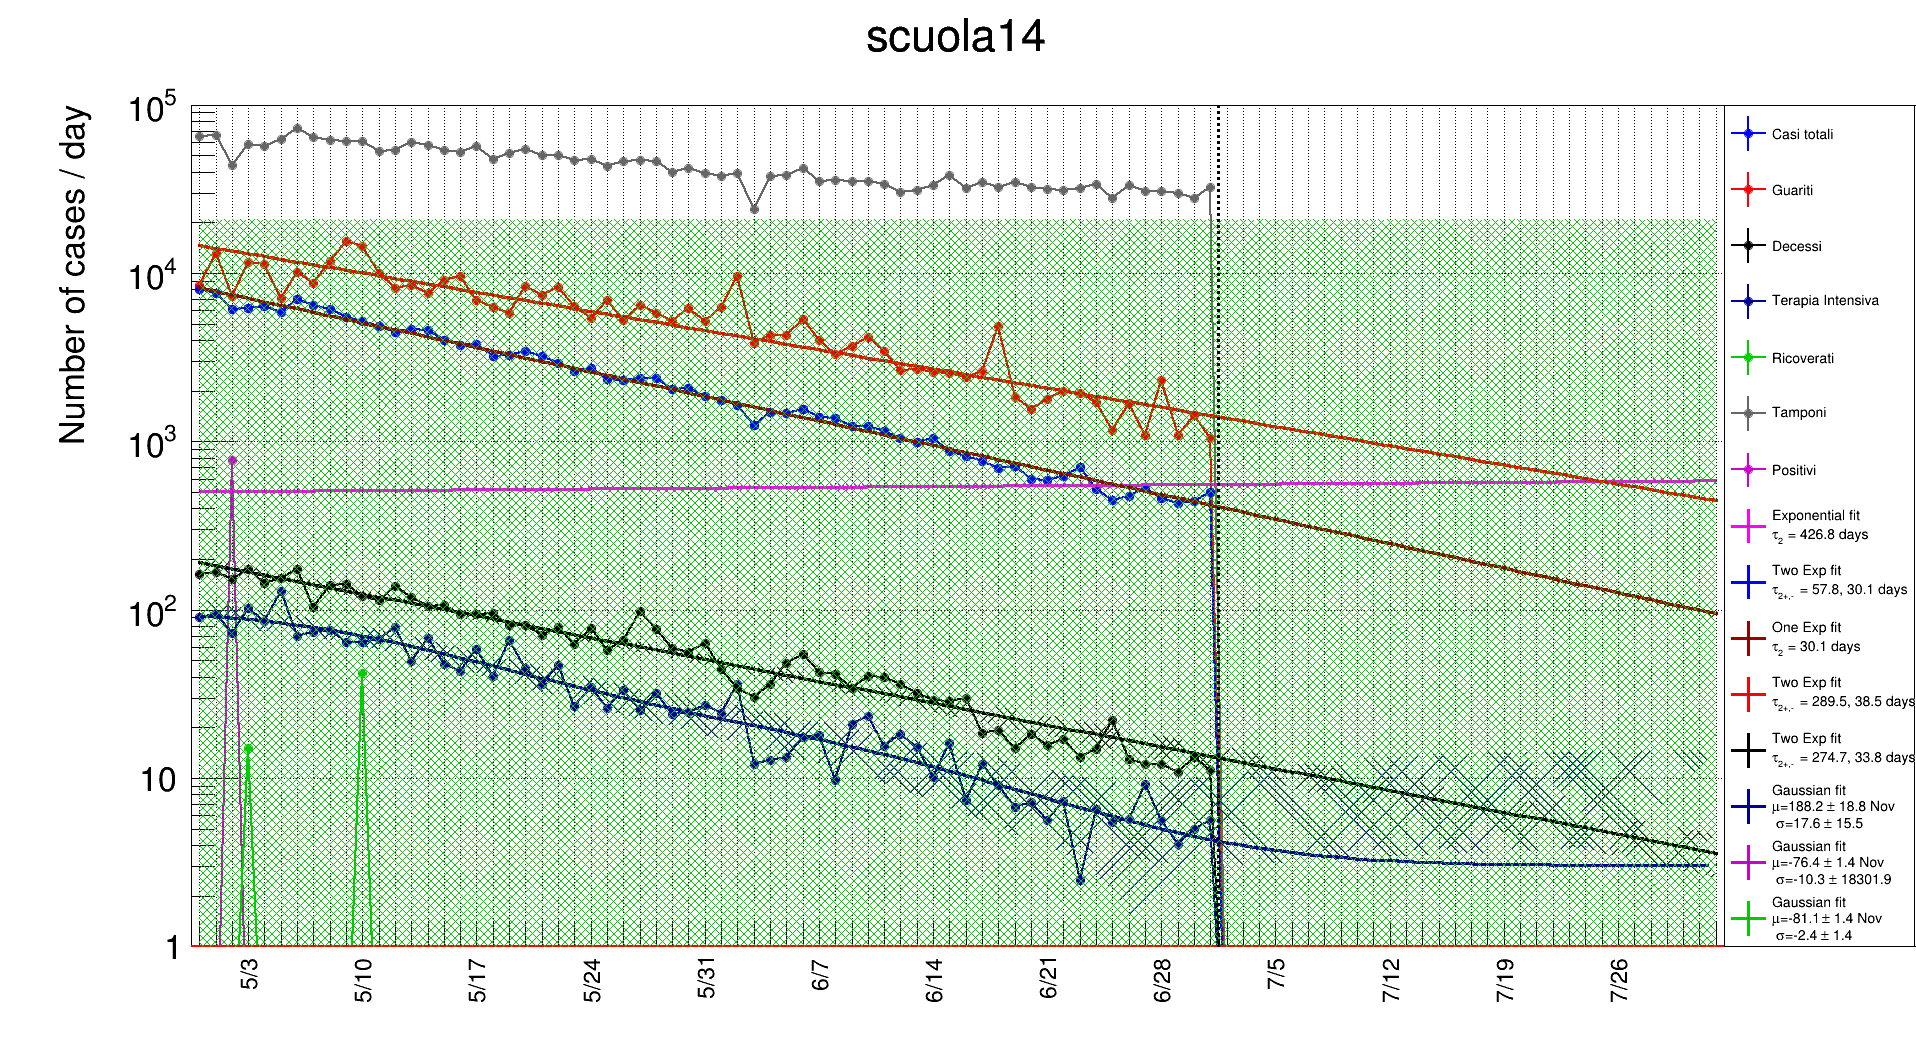 scuola14
Number of cases / day
10^5
10^4
10^3
10^2
10
1
5/3
5/10
5/17
5/24
5/31
6/7
6/14
6/21
6/28
7/5
7/12
7/19
7/26
Casi totali
Guariti
Decessi
Terapia Intensiva
Ricoverati
Tamponi
Positivi
Exponential fit
τ2 = 426.8 days
Two Exp fit
τ2+,- = 57.8, 30.1 days
One Exp fit
τ2 = 30.1 days
Two Exp fit
τ2+,- = 289.5, 38.5 days
Two Exp fit
τ2+,- = 274.7, 33.8 days
Gaussian fit
μ=188.2 ± 18.8 Nov
σ=17.6 ± 15.5
Gaussian fit
μ=-76.4 ± 1.4 Nov
σ=-10.3 ± 18301.9
Gaussian fit
μ=-81.1 ± 1.4 Nov
σ=-2.4 ± 1.4